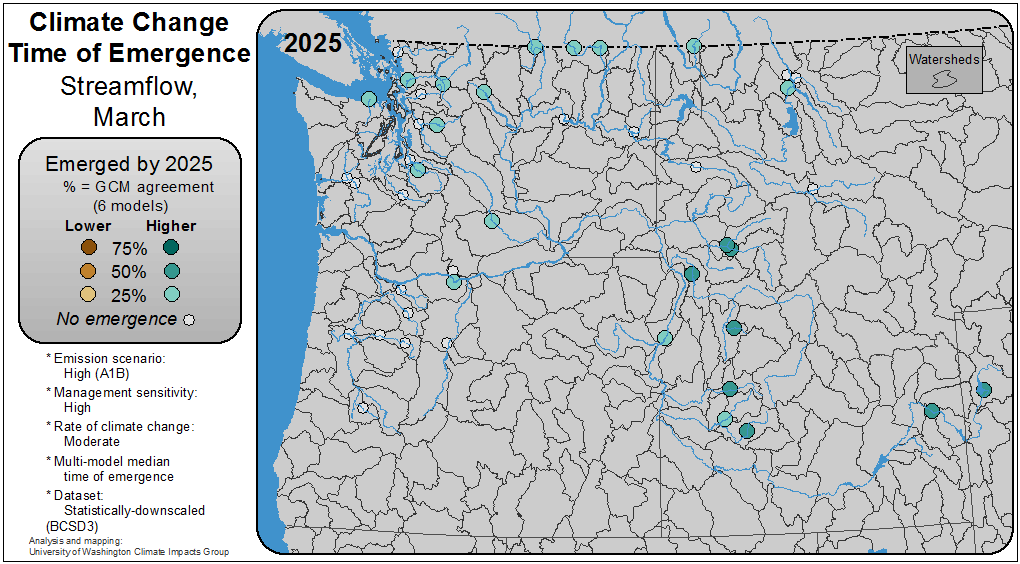 Climate Change
Time of Emergence
Streamflow,
March
Emerged by 2025
% = GCM agreement
(6 models)
Lower Higher
75%
50%
25%
No emergence
* Emission scenario:
High (A1B)
* Management sensitivity:
High
* Rate of climate change:
Moderate
* Multi-model median
time of emergence
* Dataset:
Statistically-downscaled
(BCSD3)
Analysis and mapping:
University of Washington Climate Impacts Group
2025
Watersheds